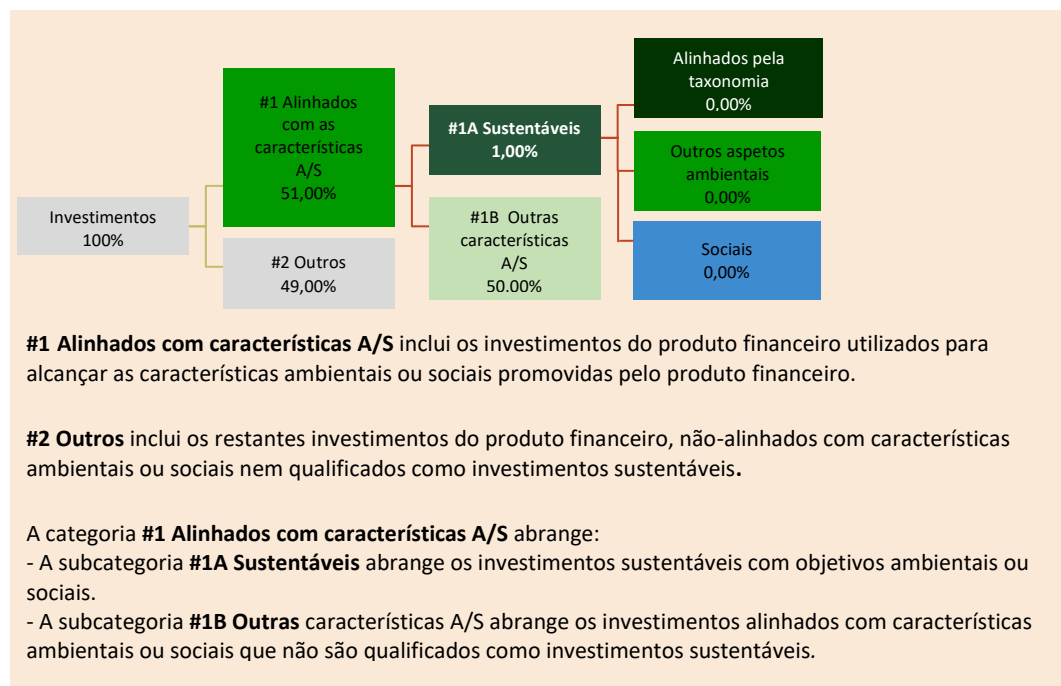 Investimentos
100%
#1 Alinhados
com as
características
A/S
51,00%
#2 Outros
49,00%
#1A Sustentáveis
1,00%
#1B Outras
características
A/S
50.00%
Alinhados pela
taxonomia
0,00%
Outros aspetos
ambientais
0,00%
Sociais
0,00%
#1 Alinhados com características A/S inclui os investimentos do produto financeiro utilizados para
alcançar as características ambientais ou sociais promovidas pelo produto financeiro.
#2 Outros inclui os restantes investimentos do produto financeiro, não-alinhados com características
ambientais ou sociais nem qualificados como investimentos sustentáveis.
A categoria #1 Alinhados com características A/S abrange:
- A subcategoria #1A Sustentáveis abrange os investimentos sustentáveis com objetivos ambientais ou
sociais.
- A subcategoria #1B Outras características A/S abrange os investimentos alinhados com características
ambientais ou sociais que não são qualificados como investimentos sustentáveis.